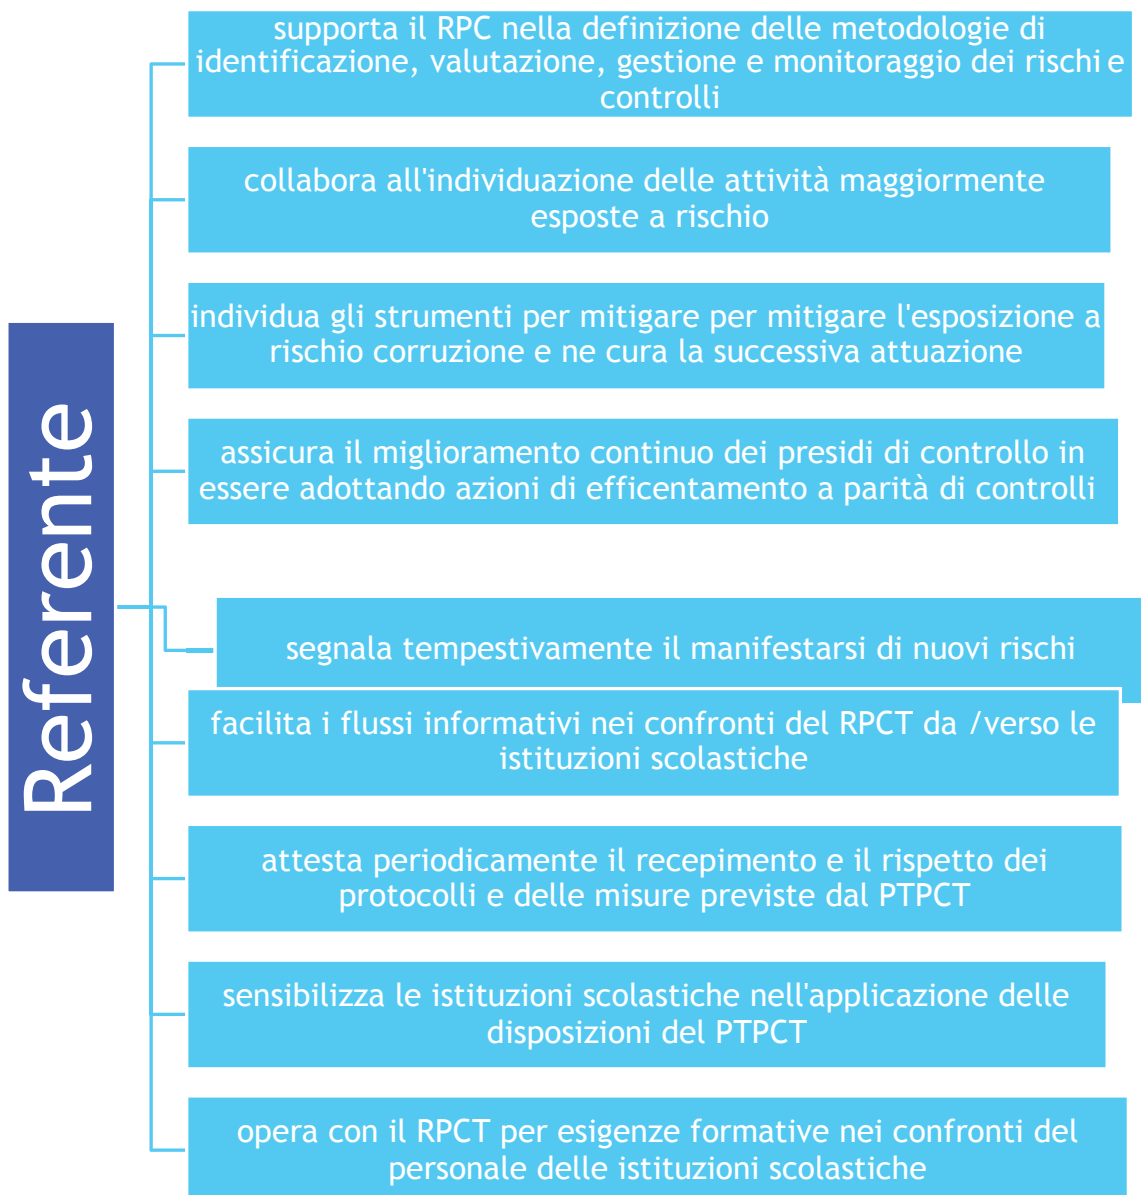 Referente
supporta il RPC nella definizione delle metodologie di
identificazione, valutazione, gestione e monitoraggio dei rischi e
controlli
collabora all'individuazione delle attività maggiormente
esposte a rischio
individua gli strumenti per mitigare per mitigare l'esposizione a
rischio corruzione e ne cura la successiva attuazione
assicura il miglioramento continuo dei presidi di controllo in
essere adottando azioni di efficentamento a parità di controlli
segnala tempestivamente il manifestarsi di nuovi rischi
facilita i flussi informativi nei confronti del RPCT da /verso le
istituzioni scolastiche
attesta periodicamente il recepimento e il rispetto dei
protocolli e delle misure previste dal PTPCT
sensibilizza le istituzioni scolastiche nell'applicazione delle
disposizioni del PTPCT
opera con il RPCT per esigenze formative nei confronti del
personale delle istituzioni scolastiche